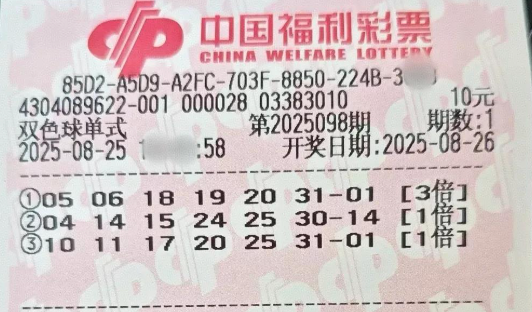 中国福利彩票
CHINA WELFARE LOTTERY
85D2-A5D9-A2FC-703F-8850-224B-3
4304089622-001 000028 03383010 10元
双色球单式 第2025098期 期数:1
2025-08-25 1 :58 开奖日期:2025-08-26
①05 06 18 19 20 31-01 [3倍]
②04 14 15 24 25 30-14 [1倍]
③10 11 17 20 25 31-01 [1倍]